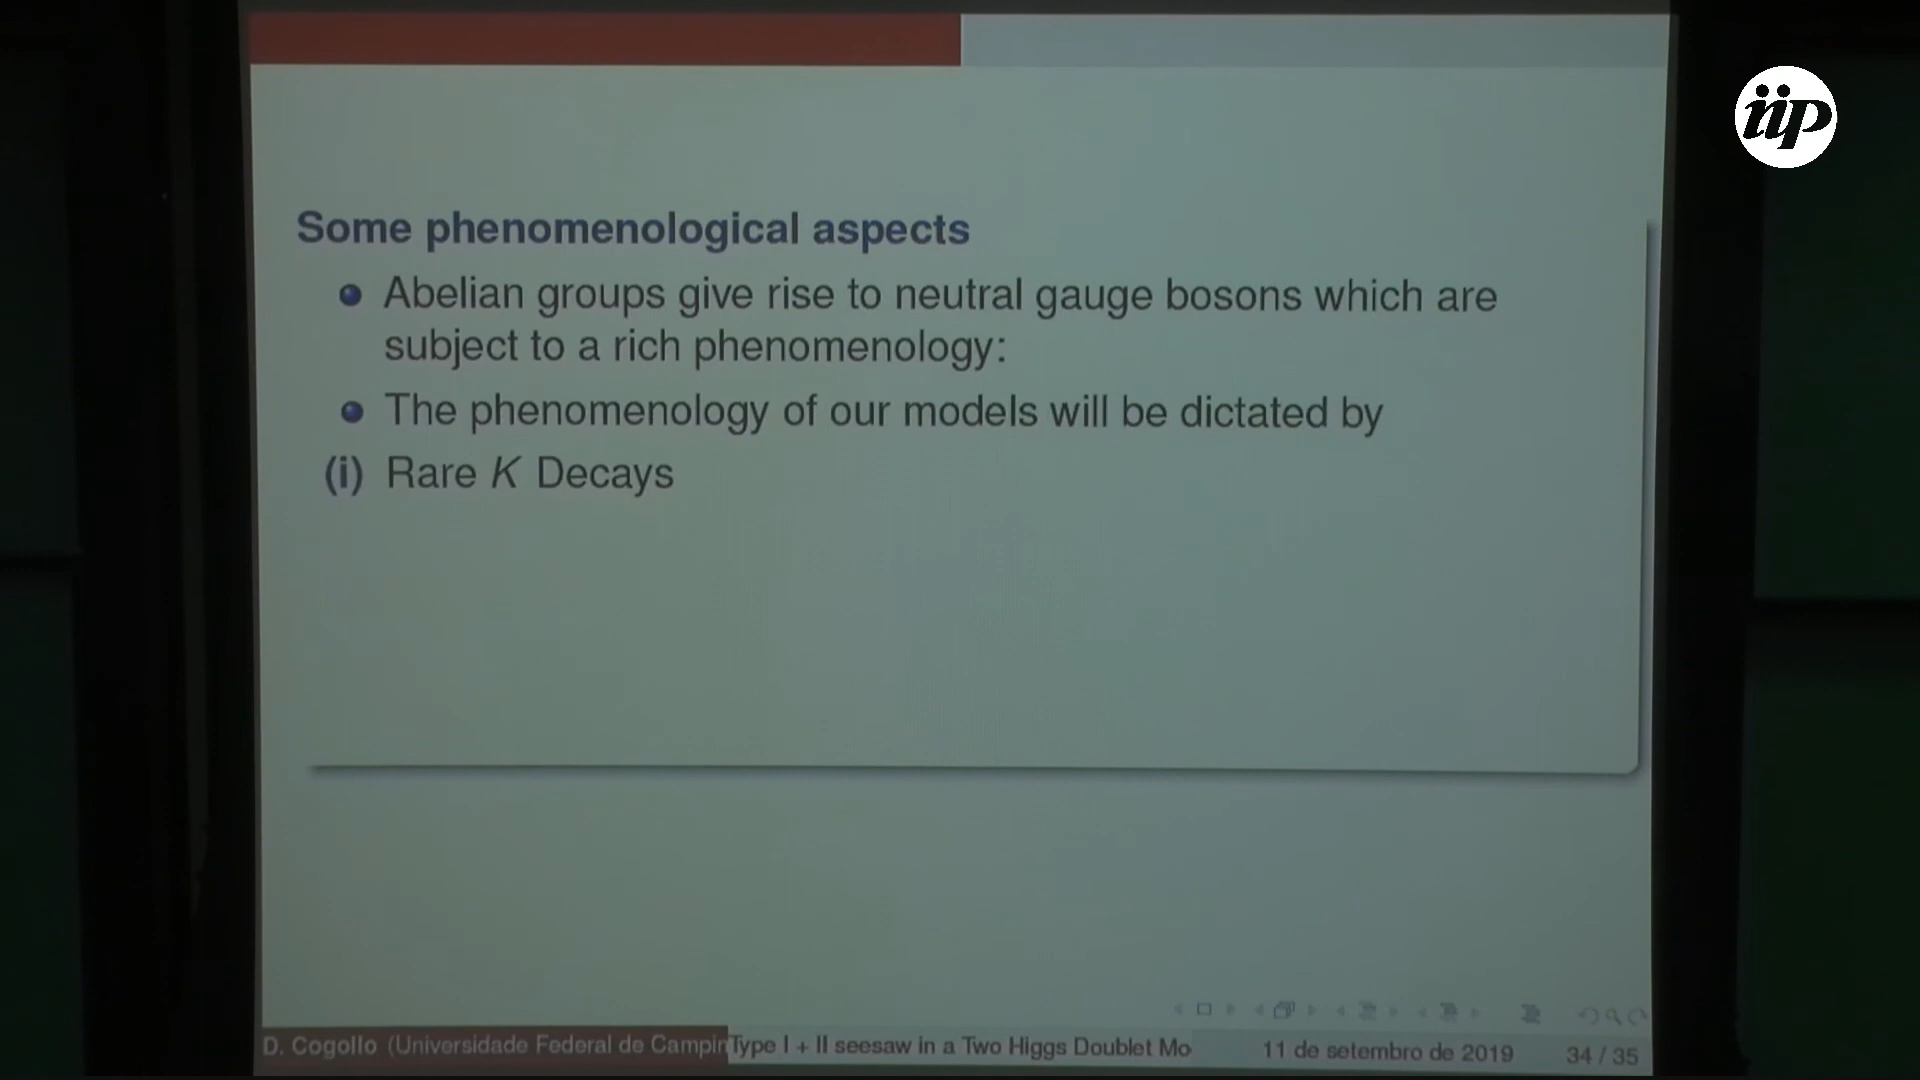 iip
Some phenomenological aspects
Abelian groups give rise to neutral gauge bosons which are
subject to a rich phenomenology:
The phenomenology of our models will be dictated by
(i) Rare K Decays
D. Cogollo (Universidade Federal de Campin
Type I + II seesaw in a Two Higgs Doublet Mo
11 de setembro de 2019
34 / 35